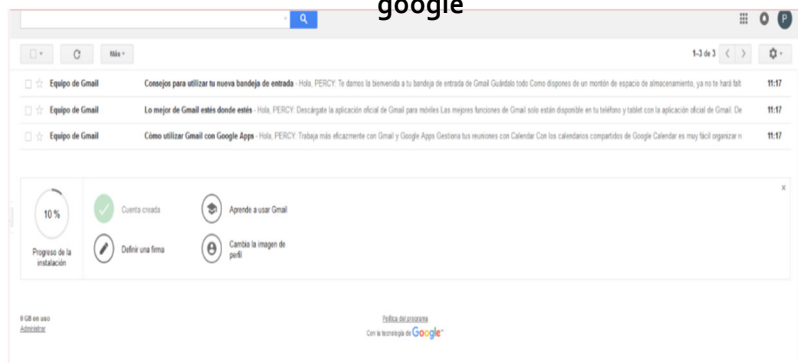 google
P
Más
1-3 de 3
Equipo de Gmail Consejos para utilizar tu nueva bandeja de entrada - Hola, PERCY: Te damos la bienvenida a tu bandeja de entrada de Gmail Guárdalo todo Como dispones de un montón de espacio de almacenamiento, ya no te hará falt 11:17
Equipo de Gmail Lo mejor de Gmail estés donde estés - Hola, PERCY: Descárgate la aplicación oficial de Gmail para móviles Las mejores funciones de Gmail solo están disponible en tu teléfono y tablet con la aplicación oficial de Gmail. De 11:17
Equipo de Gmail Cómo utilizar Gmail con Google Apps - Hola, PERCY: Trabaja más eficazmente con Gmail y Google Apps Gestiona tus reuniones con Calendar Con los calendarios compartidos de Google Calendar es muy fácil organizar n 11:17
x
10 %
Progreso de la
instalación
Cuenta creada
Aprende a usar Gmail
Definir una firma
Cambia la imagen de
perfil
0 GB en uso
Administrar
Política del programa
Con la tecnología de Google